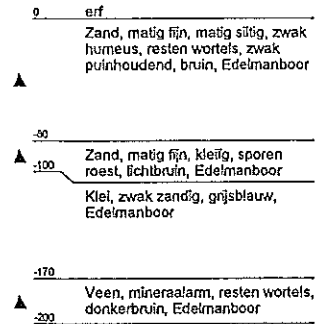 0 erf
Zand, matig fijn, matig siltig, zwak
humeus, resten wortels, zwak
puinhoudend, bruin, Edelmanboor
-80
Zand, matig fijn, kleiïg, sporen
-100 roest, lichtbruin, Edelmanboor
Klei, zwak zandig, grijsblauw,
Edelmanboor
-170
Veen, mineraalarm, resten wortels,
donkerbruin, Edelmanboor
-200